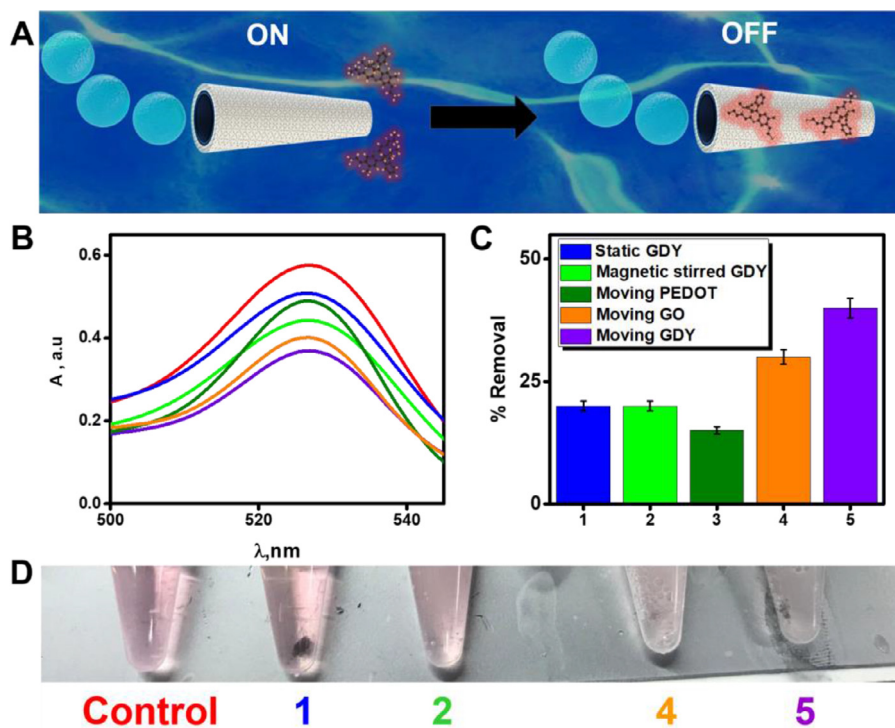 A
ON
OFF
B
0.6
0.4
0.2
0.0
A , a.u
500
520
540
λ,nm
C
50
25
0
% Removal
Static GDY
Magnetic stirred GDY
Moving PEDOT
Moving GO
Moving GDY
1 2 3 4 5
D
Control 1 2 4 5